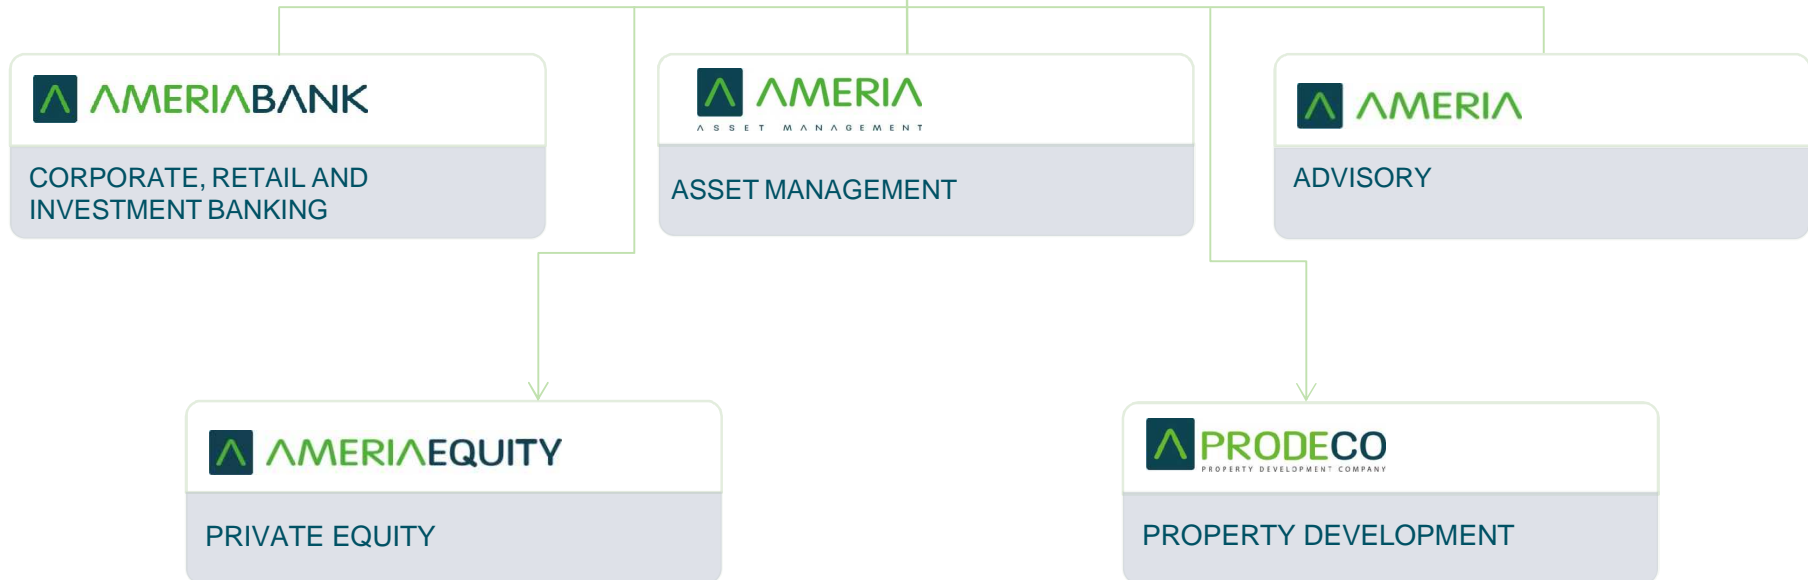 AMERIABANK
CORPORATE, RETAIL AND
INVESTMENT BANKING
AMERIA
ASSET MANAGEMENT
ASSET MANAGEMENT
AMERIA
ADVISORY
AMERIAEQUITY
PRIVATE EQUITY
PRODECO
PROPERTY DEVELOPMENT COMPANY
PROPERTY DEVELOPMENT